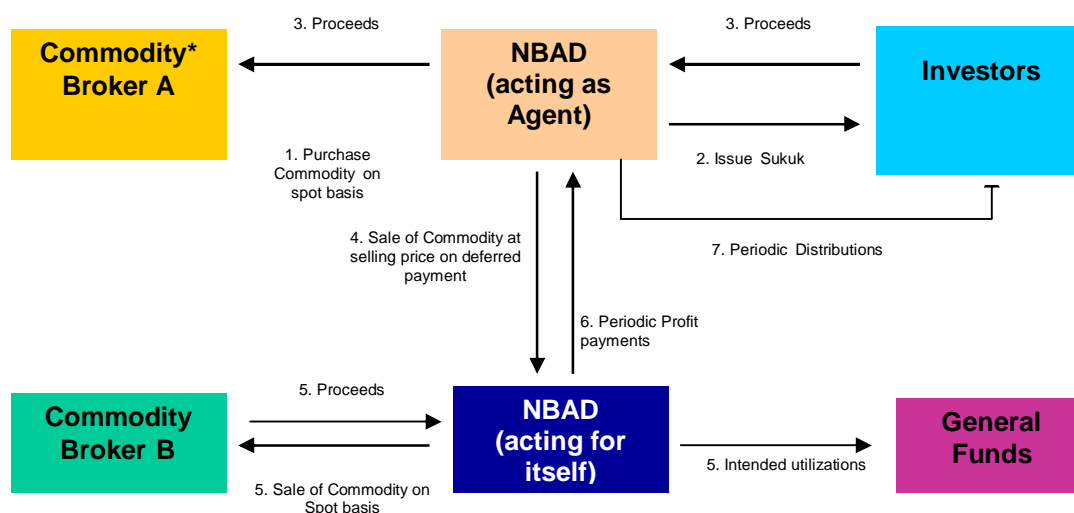 3. Proceeds
3. Proceeds
Commodity*
Broker A
NBAD
(acting as
Agent)
Investors
1. Purchase
Commodity on
spot basis
2. Issue Sukuk
4. Sale of Commodity at
selling price on deferred
payment
7. Periodic Distributions
6. Periodic Profit
payments
5. Proceeds
Commodity
Broker B
NBAD
(acting for
itself)
General
Funds
5. Intended utilizations
5. Sale of Commodity on
Spot basis